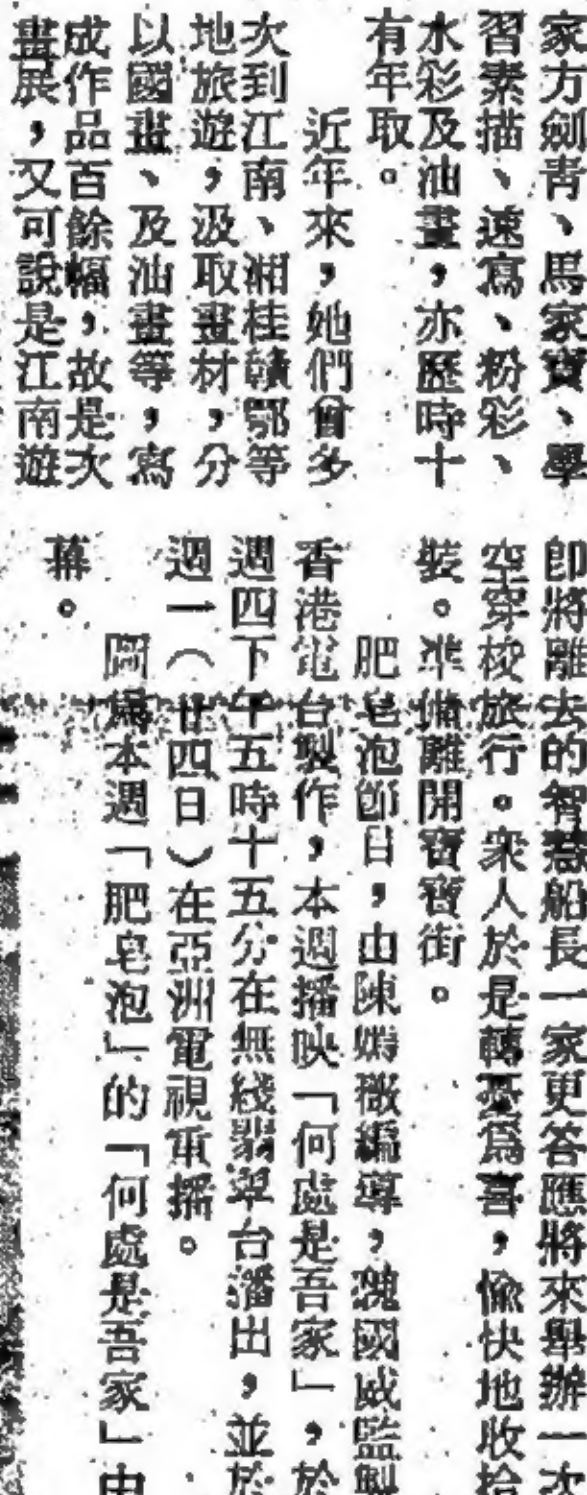 家方劍青、馬家寶、學
習素描、速寫、粉彩、
水彩及油畫，亦歷時十
有年取。
近年來，她們曾多
次到江南、湘桂贛鄂等
地旅遊，汲取畫材，分
以國畫、及油畫等，寫
成作品百餘幅，故是次
畫展，又可說是江南遊
即將離去的智慧船長一家更答應將來舉辦一次
空穿校旅行。衆人於是轉憂爲喜，愉快地收拾
裝。準備離開寶寶街。
肥皂泡節目，由陳嬌薇編導，魏國威監製
香港電台製作，本週播映「何處是吾家」，於
週四下午五時十五分在無綫翡翠台播出，並於
週一（廿四日）在亞洲電視重播。
圖爲本週「肥皂泡」的「何處是吾家」中
幕。